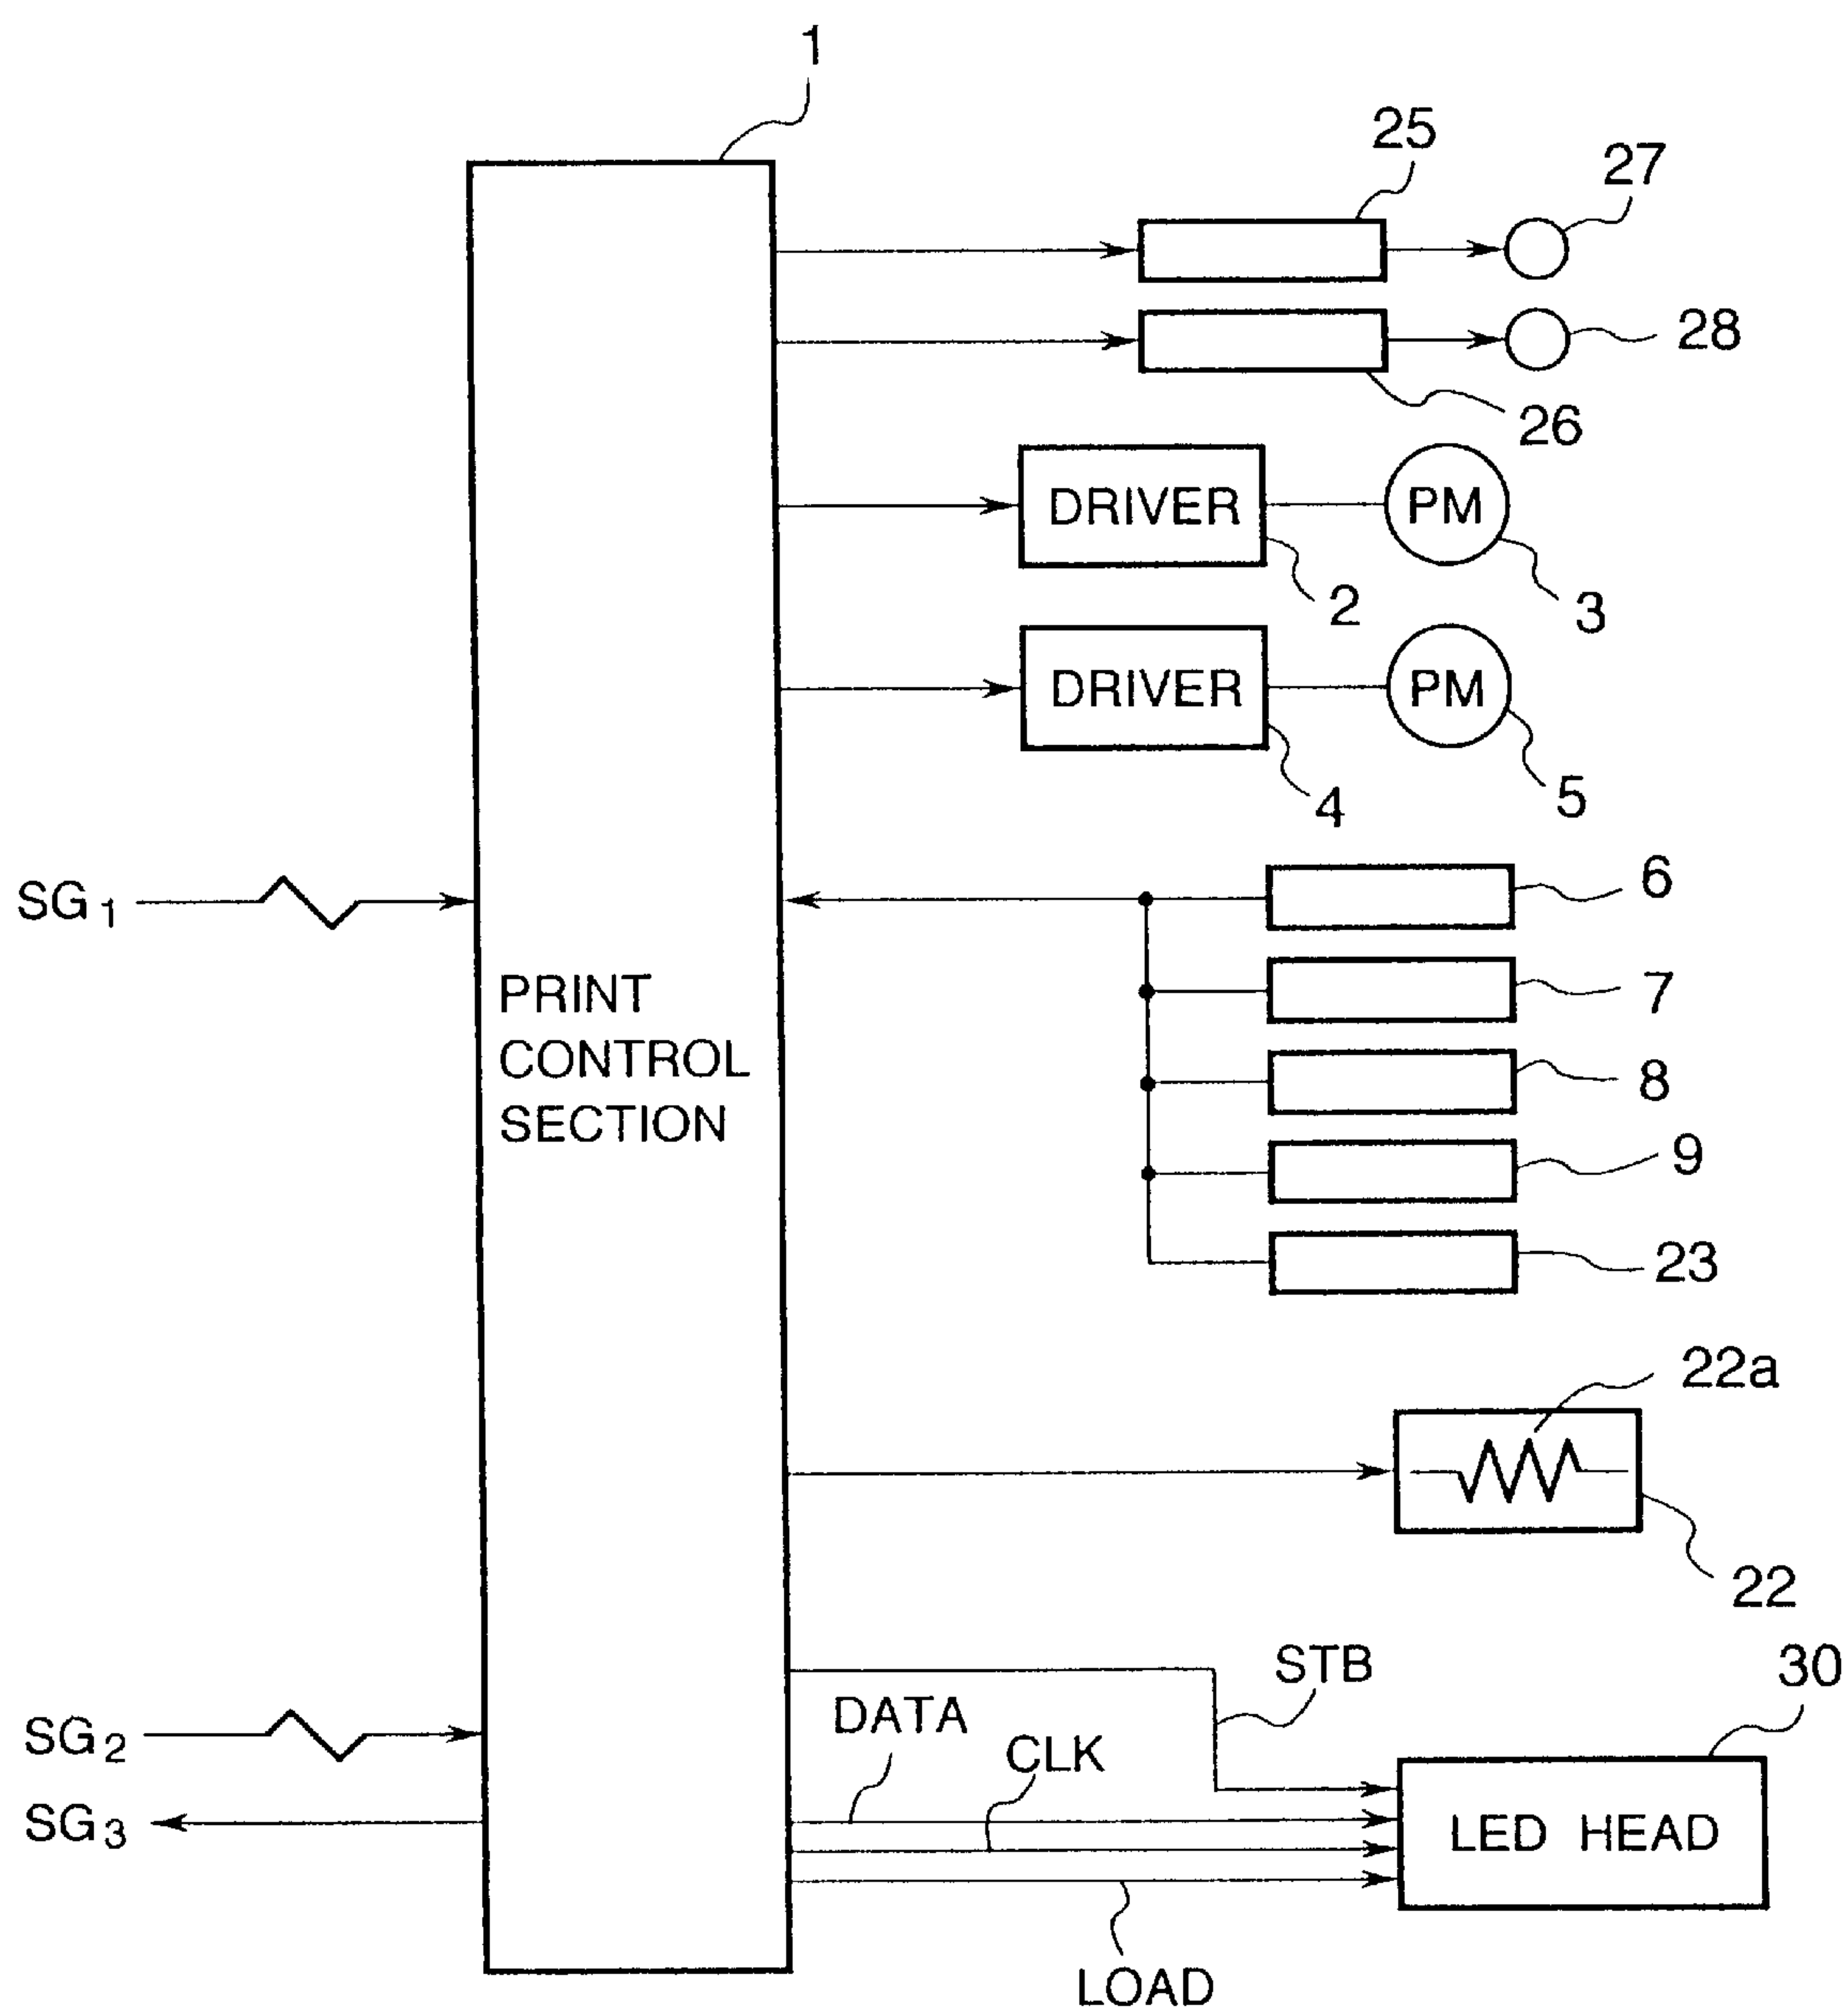 1
25
27
28
26
DRIVER
PM
2
3
DRIVER
PM
4
5
SG1
6
PRINT
CONTROL
SECTION
7
8
9
23
22a
22
STB
30
DATA
SG2
CLK
SG3
LED HEAD
LOAD